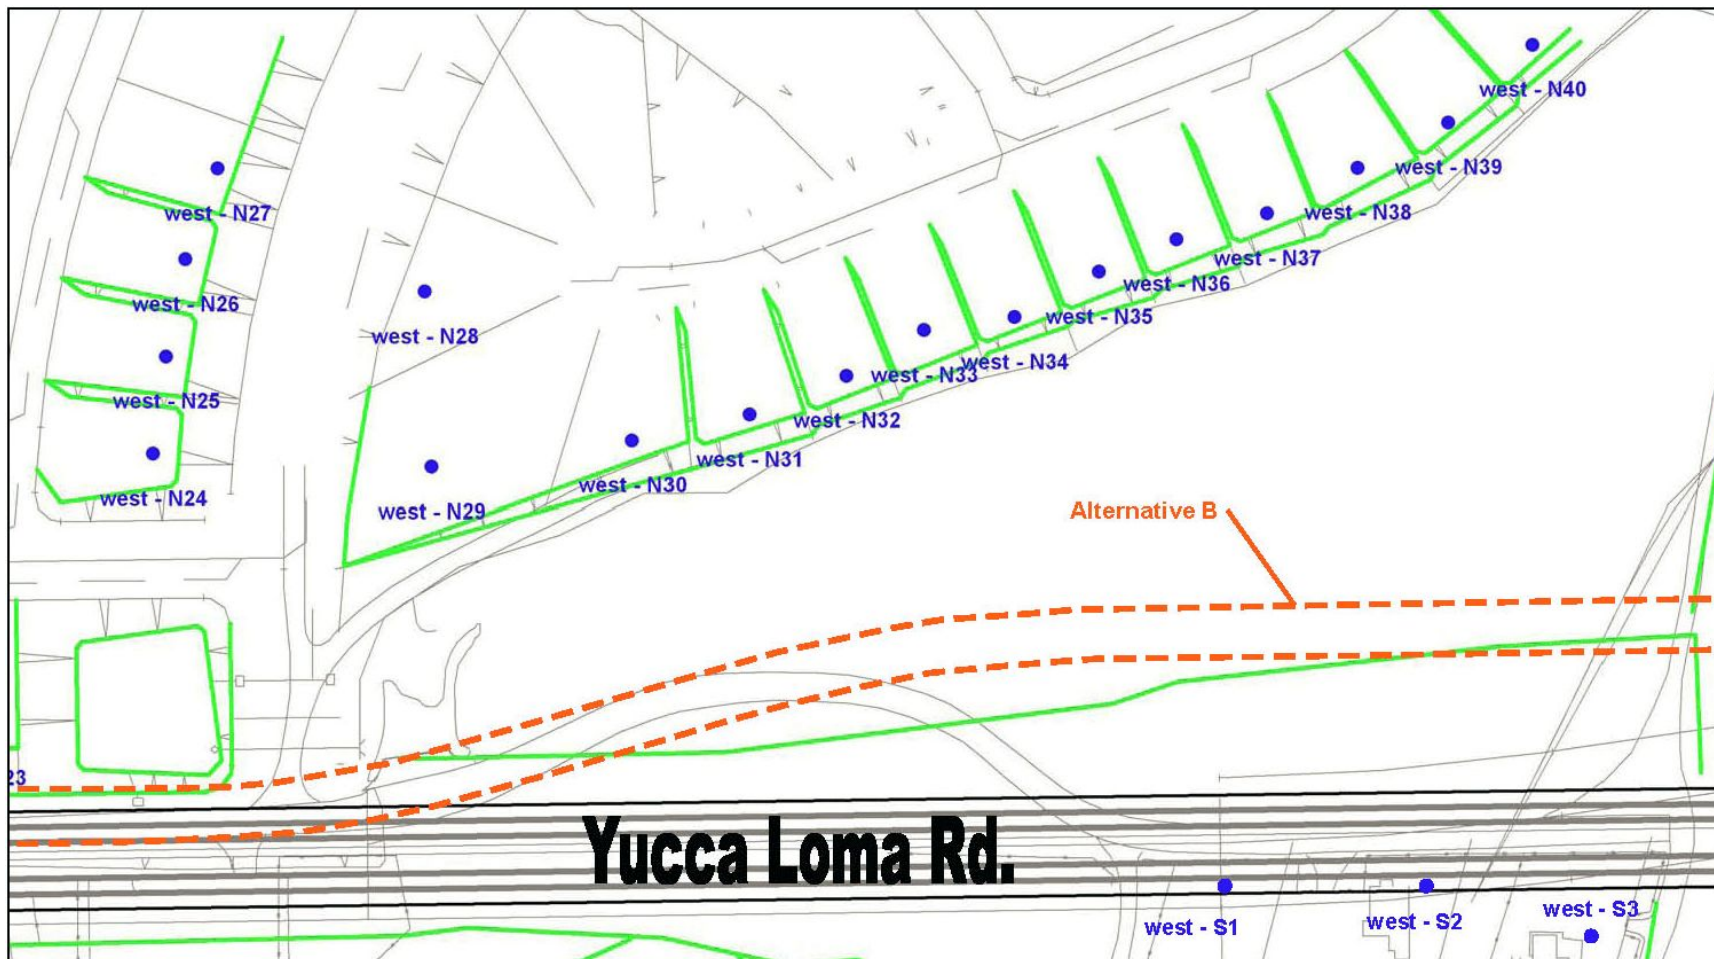 west - N40
west - N39
west - N27
west - N38
west - N37
west - N36
west - N26
west - N35
west - N28
west - N34
west - N33
west - N25
west - N32
west - N31
west - N30
west - N24
west - N29
Alternative B
23
Yucca Loma Rd.
west - S3
west - S2
west - S1